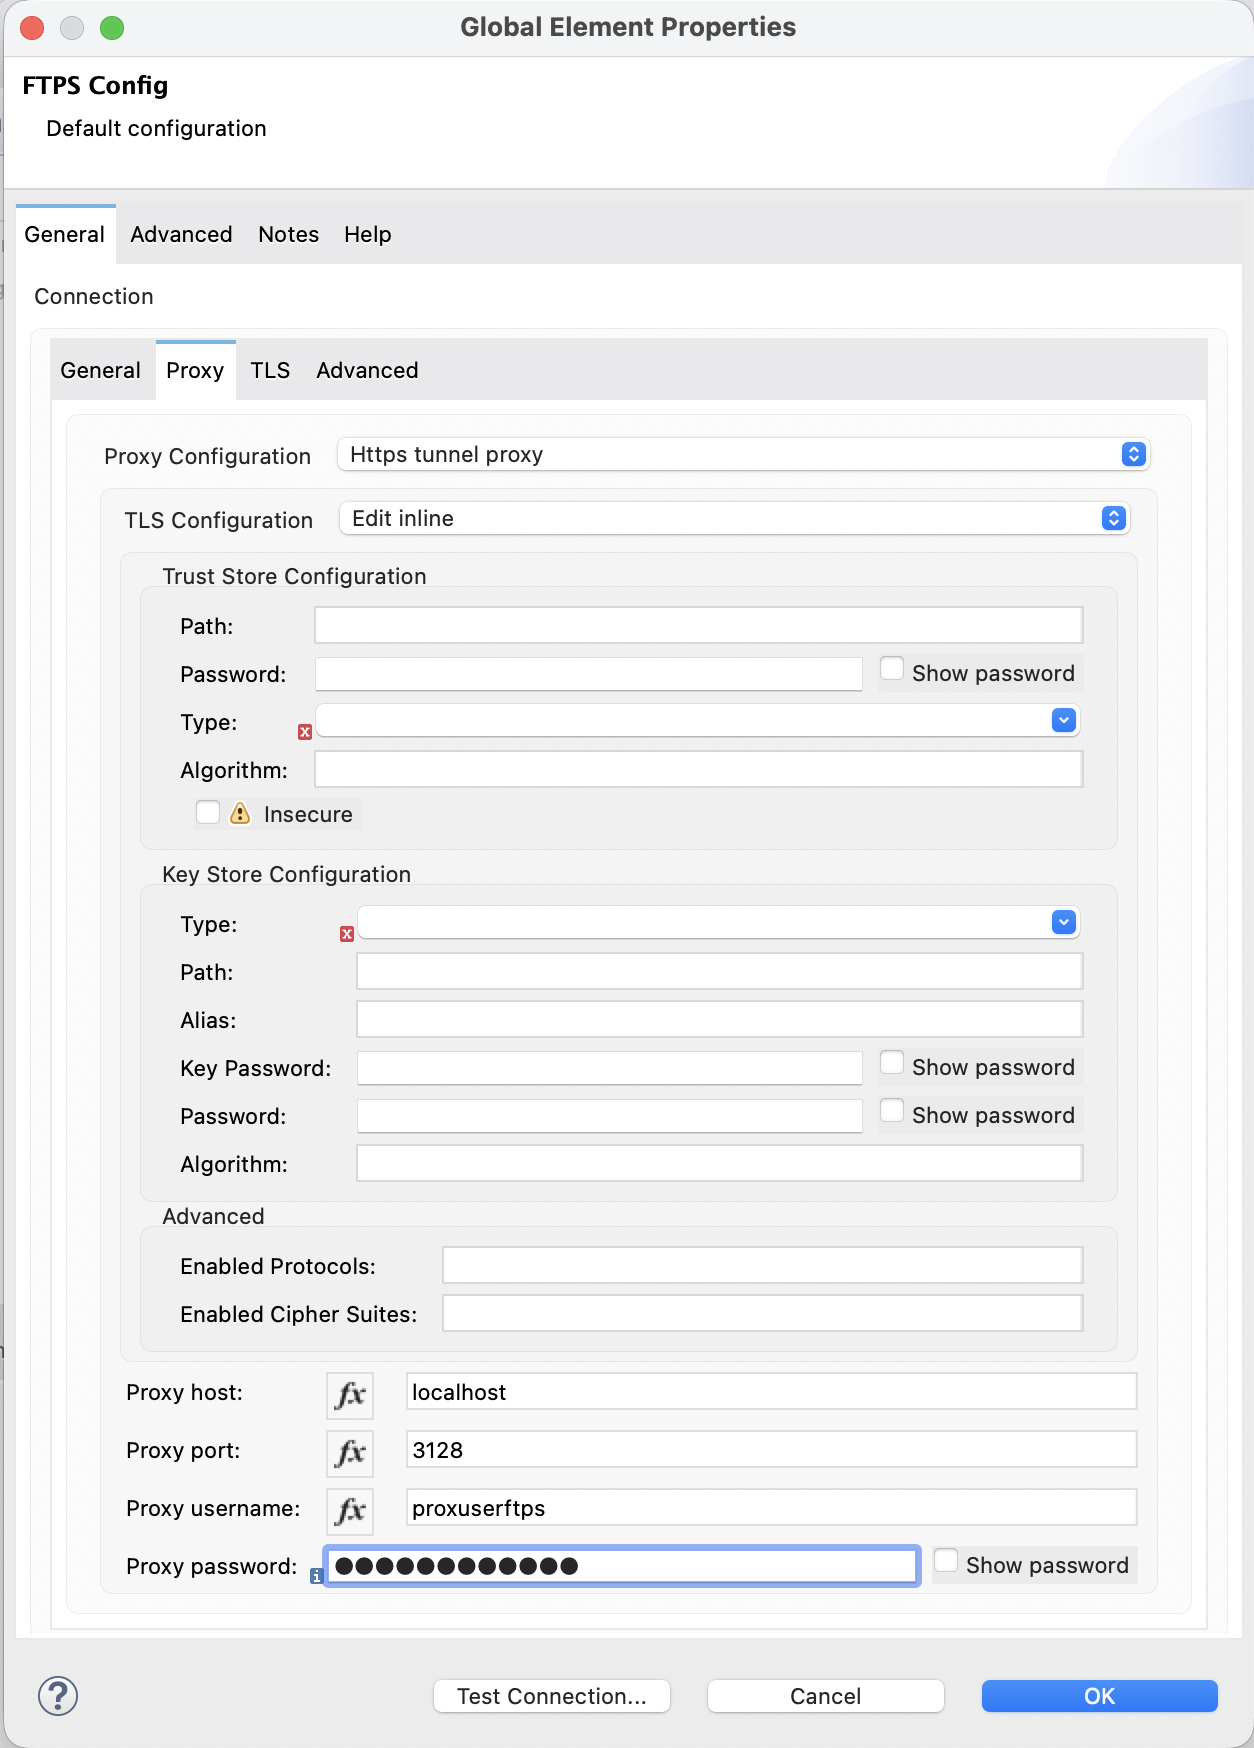 Global Element Properties
FTPS Config
Default configuration
General Advanced Notes Help
Connection
General Proxy TLS Advanced
Proxy Configuration Https tunnel proxy
TLS Configuration Edit inline
Trust Store Configuration
Path:
Password: Show password
Type:
Algorithm:
Insecure
Key Store Configuration
Type:
Path:
Alias:
Key Password: Show password
Password: Show password
Algorithm:
Advanced
Enabled Protocols:
Enabled Cipher Suites:
Proxy host: fx localhost
Proxy port: fx 3128
Proxy username: fx proxuserftps
Proxy password: ●●●●●●●●●●●● Show password
? Test Connection... Cancel OK